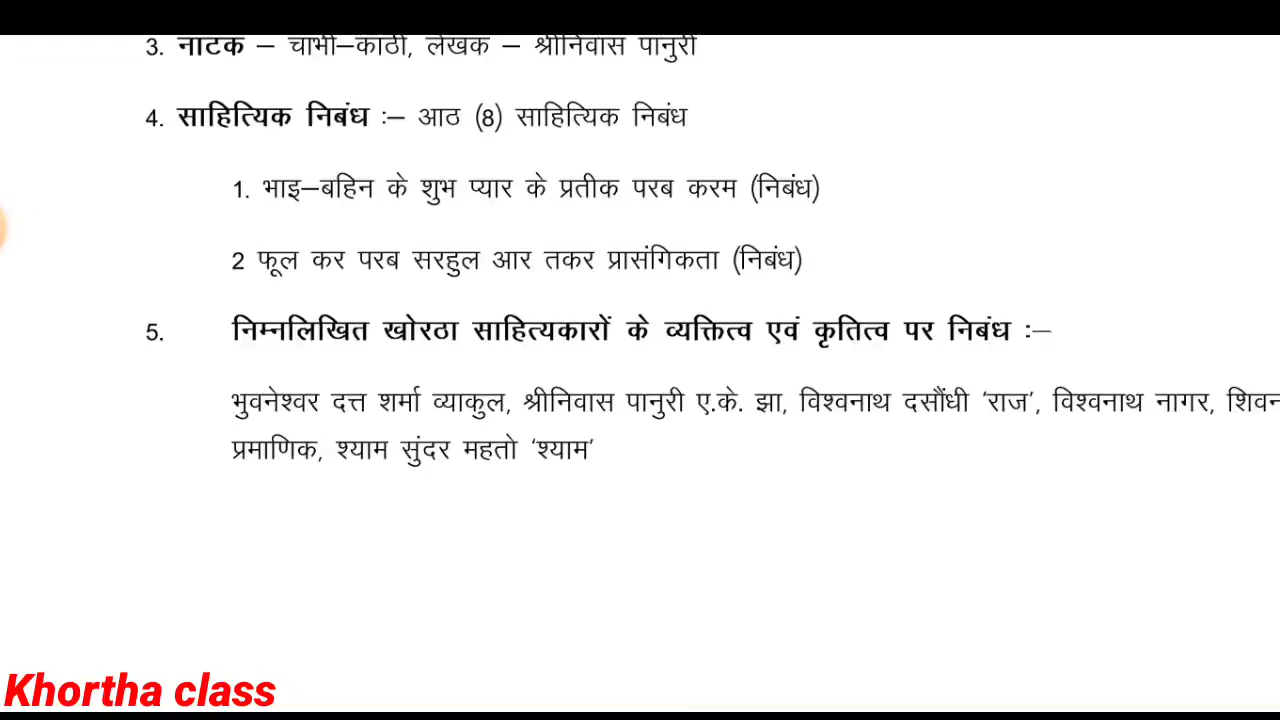 3. नाटक – चाभी–काठी, लेखक – श्रीनिवास पानुरी
4. साहित्यिक निबंध :– आठ (8) साहित्यिक निबंध
1. भाइ–बहिन के शुभ प्यार के प्रतीक परब करम (निबंध)
2 फूल कर परब सरहुल आर तकर प्रासंगिकता (निबंध)
5. निम्नलिखित खोरठा साहित्यकारों के व्यक्तित्व एवं कृतित्व पर निबंध :–
भुवनेश्वर दत्त शर्मा व्याकुल, श्रीनिवास पानुरी ए.के. झा, विश्वनाथ दसौंधी ‘राज’, विश्वनाथ नागर,
प्रमाणिक, श्याम सुंदर महतो ‘श्याम’
Khortha class